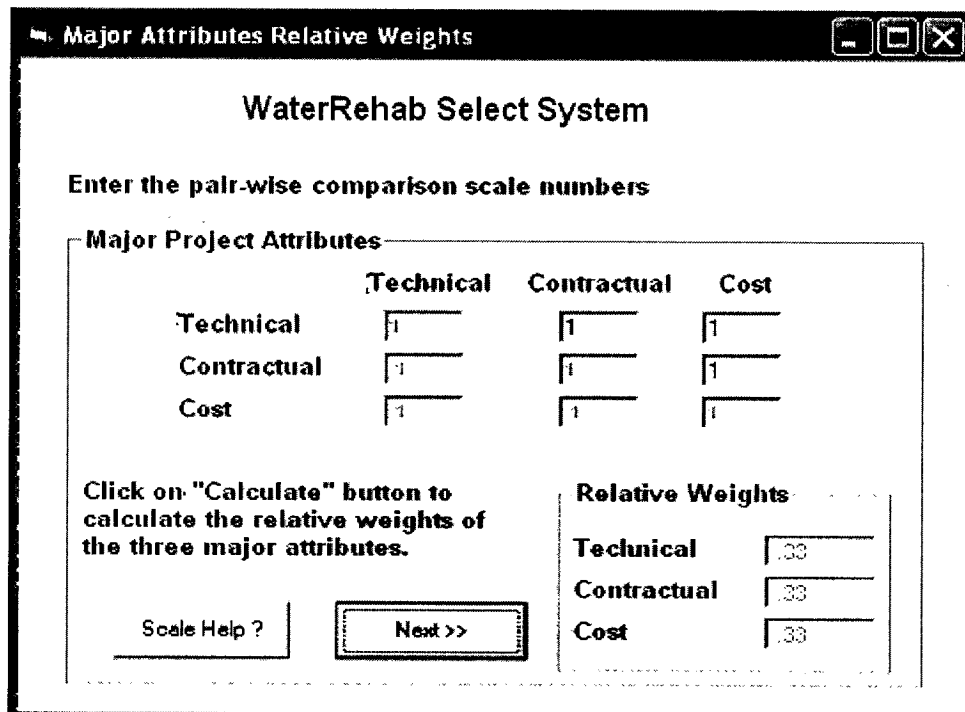 Major Attributes Relative Weights
WaterRehab Select System
Enter the pair-wise comparison scale numbers
Major Project Attributes
Technical Contractual Cost
Technical 1 1 1
Contractual 1 1 1
Cost 1 1 1
Click on "Calculate" button to
calculate the relative weights of
the three major attributes.
Relative Weights
Technical .33
Contractual .33
Cost .33
Scale Help ?
Next >>